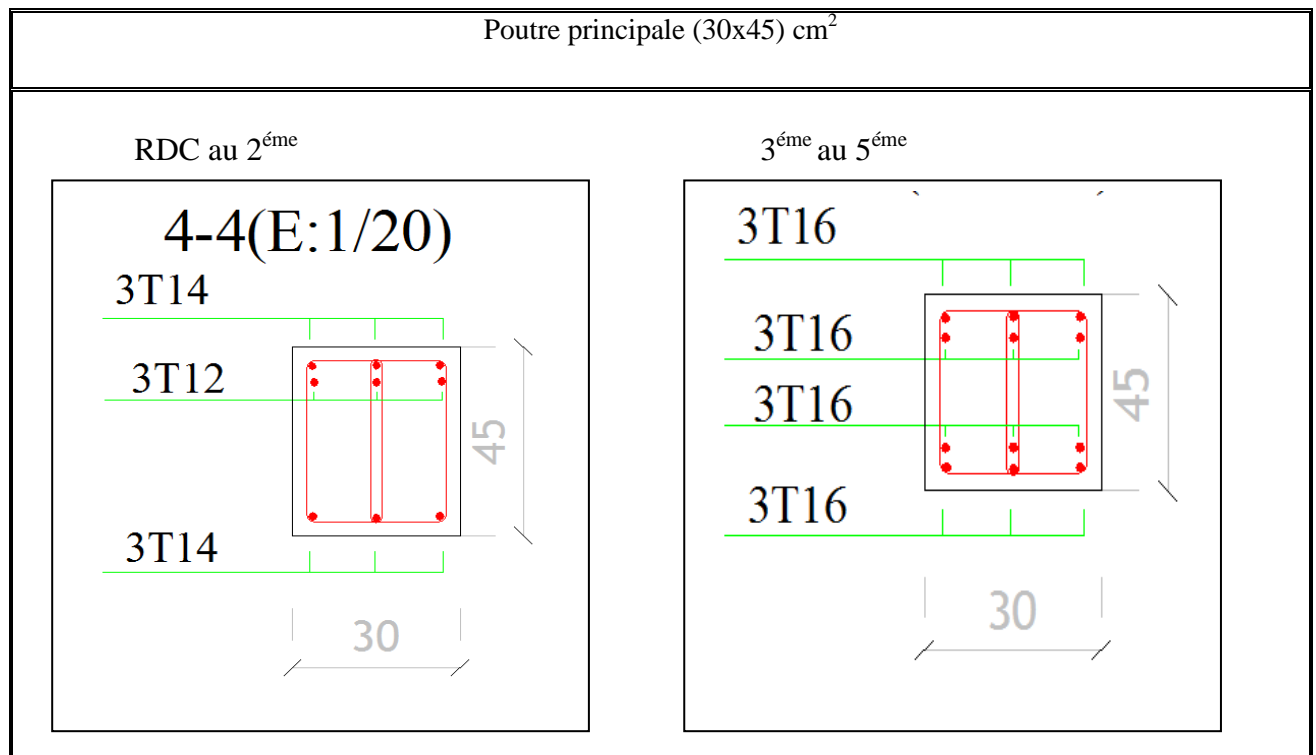 Poutre principale (30x45) cm²
RDC au 2éme
3éme au 5éme
4-4(E:1/20)
3T14
3T12
3T14
45
30
3T16
3T16
3T16
3T16
45
30